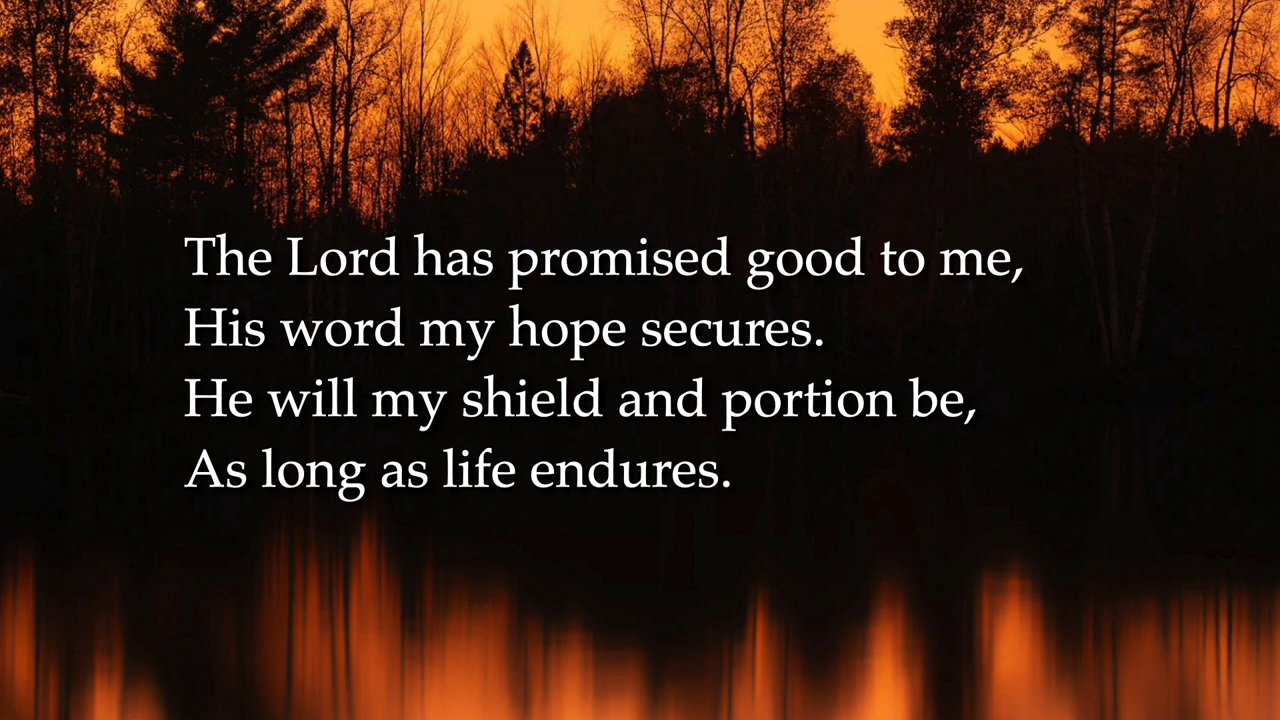 The Lord has promised good to me,
His word my hope secures.
He will my shield and portion be,
As long as life endures.